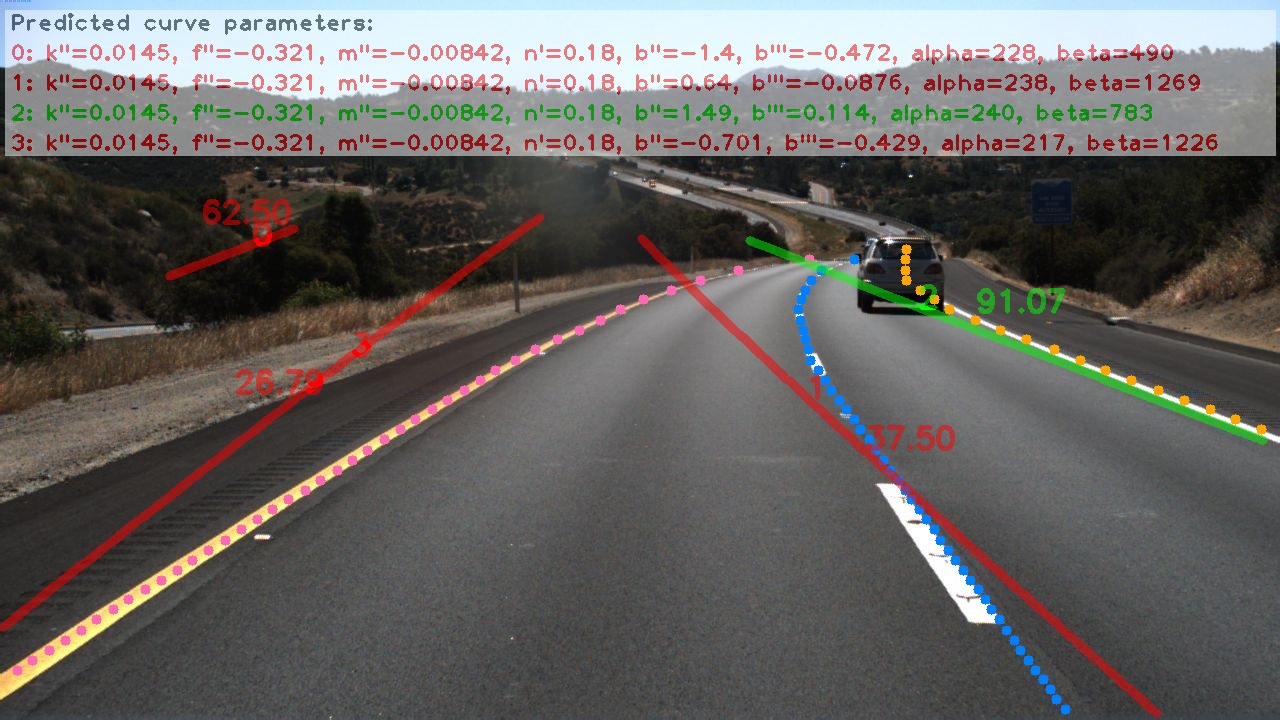 Predicted curve parameters:
0: k''=0.0145, f''=-0.321, m''=-0.00842, n'=0.18, b''=-1.4, b'''=-0.472, alpha=228, beta=490
1: k''=0.0145, f''=-0.321, m''=-0.00842, n'=0.18, b''=0.64, b'''=-0.0876, alpha=238, beta=1269
2: k''=0.0145, f''=-0.321, m''=-0.00842, n'=0.18, b''=1.49, b'''=0.114, alpha=240, beta=783
3: k''=0.0145, f''=-0.321, m''=-0.00842, n'=0.18, b''=-0.701, b'''=-0.429, alpha=217, beta=1226
62.50
0
2 91.07
3
26.79
1
37.50